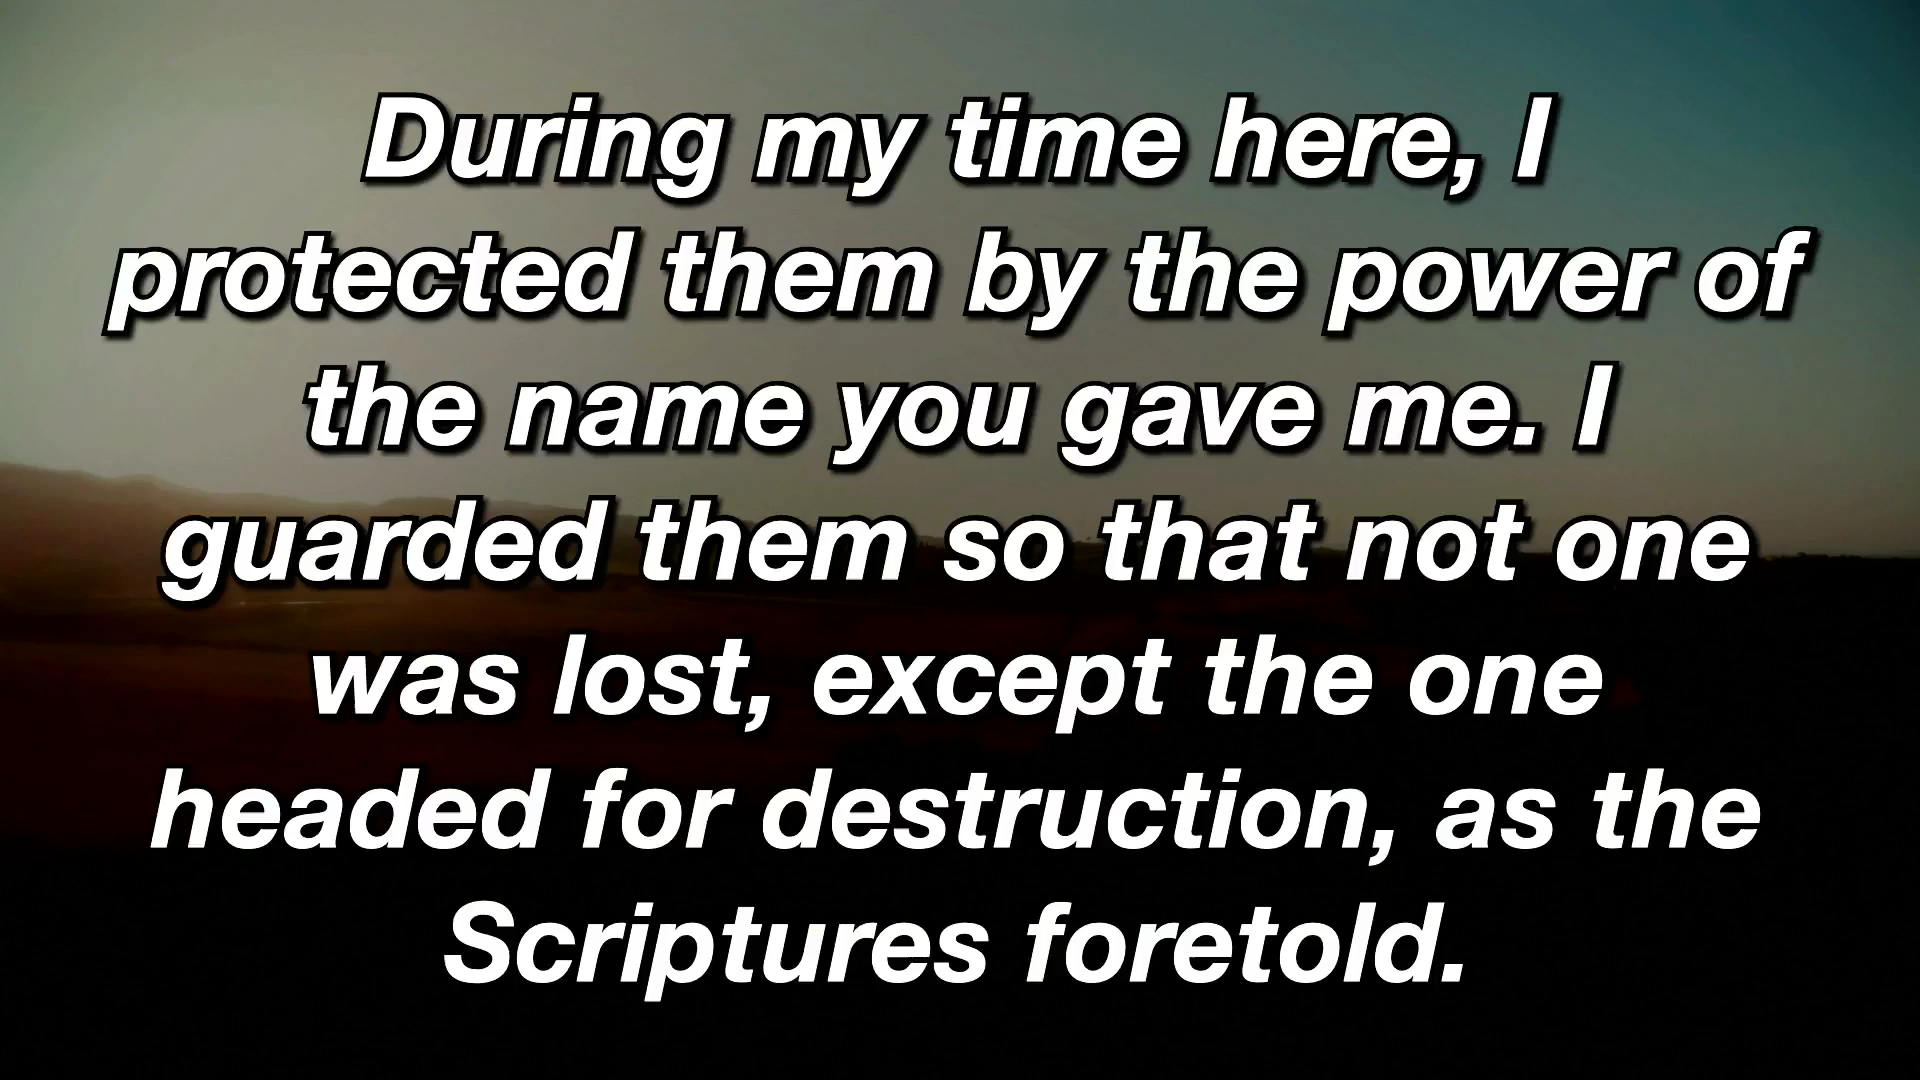 During my time here, I
protected them by the power of
the name you gave me. I
guarded them so that not one
was lost, except the one
headed for destruction, as the
Scriptures foretold.